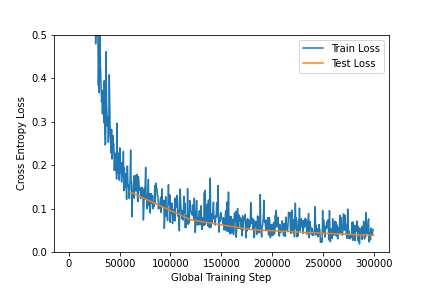 0.5
0.4
0.3
0.2
0.1
0.0
Cross Entropy Loss
Train Loss
Test Loss
0 50000 100000 150000 200000 250000 300000
Global Training Step